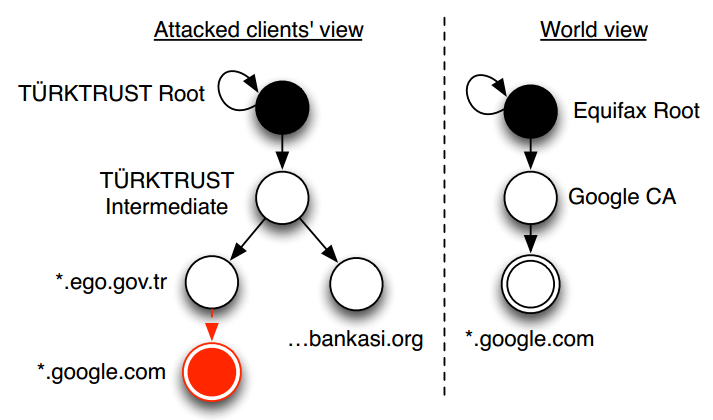 Attacked clients' view
TÜRKTRUST Root
TÜRKTRUST
Intermediate
*.ego.gov.tr
...bankasi.org
*.google.com
World view
Equifax Root
Google CA
*.google.com